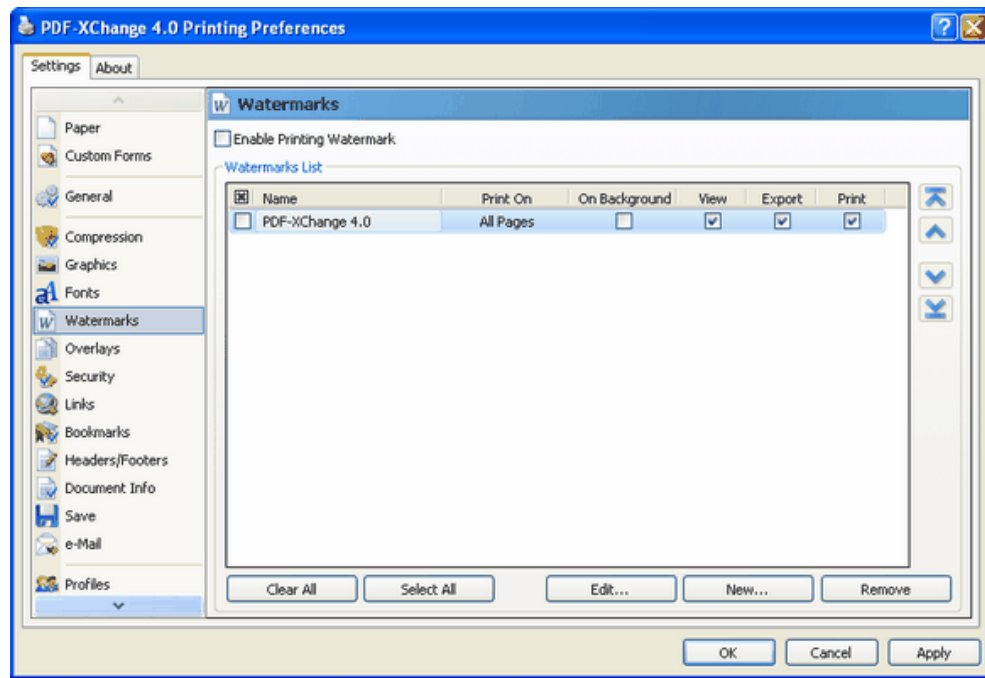 PDF-XChange 4.0 Printing Preferences
Settings About
Paper
Custom Forms
General
Compression
Graphics
Fonts
Watermarks
Overlays
Security
Links
Bookmarks
Headers/Footers
Document Info
Save
e-Mail
Profiles
Watermarks
Enable Printing Watermark
Watermarks List
Name Print On On Background View Export Print
PDF-XChange 4.0 All Pages
Clear All Select All Edit... New... Remove
OK Cancel Apply